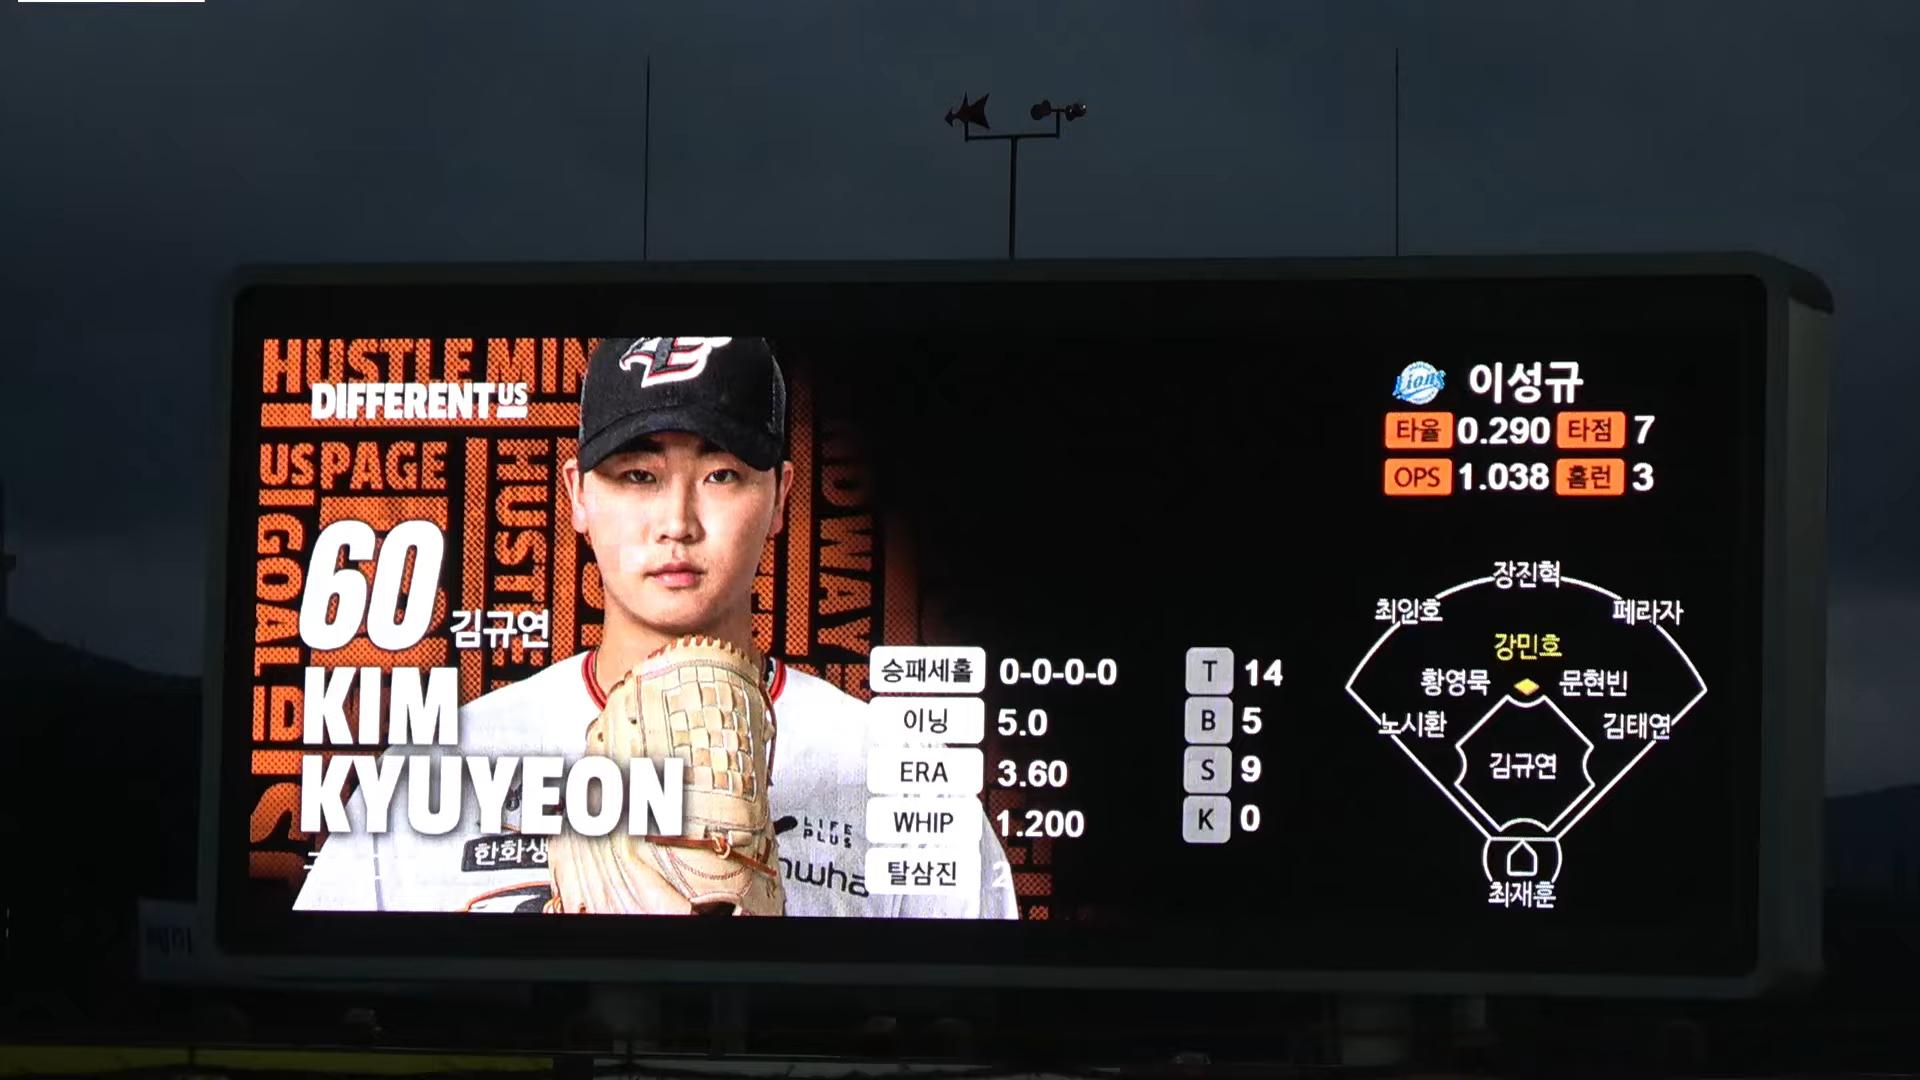 HUSTLE MIN
DIFFERENT US
US PAGE
HUSTLE
GOAL
60 김규연
KIM
KYUYEON
한화생
LIFE
PLUS
nwha
승패세홀 0-0-0-0
이닝 5.0
ERA 3.60
WHIP 1.200
탈삼진 2
T 14
B 5
S 9
K 0
Lions 이성규
타율 0.290 타점 7
OPS 1.038 홈런 3
장진혁
최인호 페라자
강민호
황영묵 문현빈
노시환 김태연
김규연
최재훈